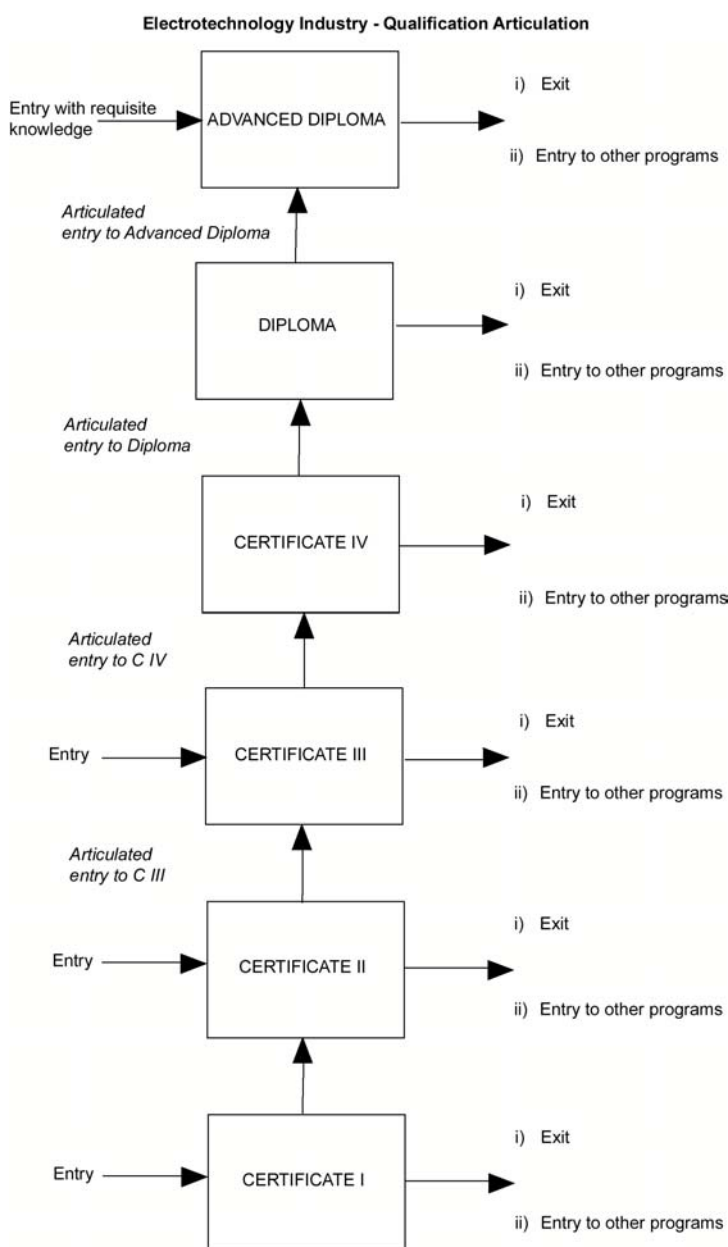 Electrotechnology Industry - Qualification Articulation
i) Exit
Entry with requisite
knowledge
ADVANCED DIPLOMA
ii) Entry to other programs
Articulated
entry to Advanced Diploma
i) Exit
DIPLOMA
ii) Entry to other programs
Articulated
entry to Diploma
i) Exit
CERTIFICATE IV
ii) Entry to other programs
Articulated
entry to C IV
i) Exit
Entry
CERTIFICATE III
ii) Entry to other programs
Articulated
entry to C III
i) Exit
Entry
CERTIFICATE II
ii) Entry to other programs
i) Exit
Entry
CERTIFICATE I
ii) Entry to other programs